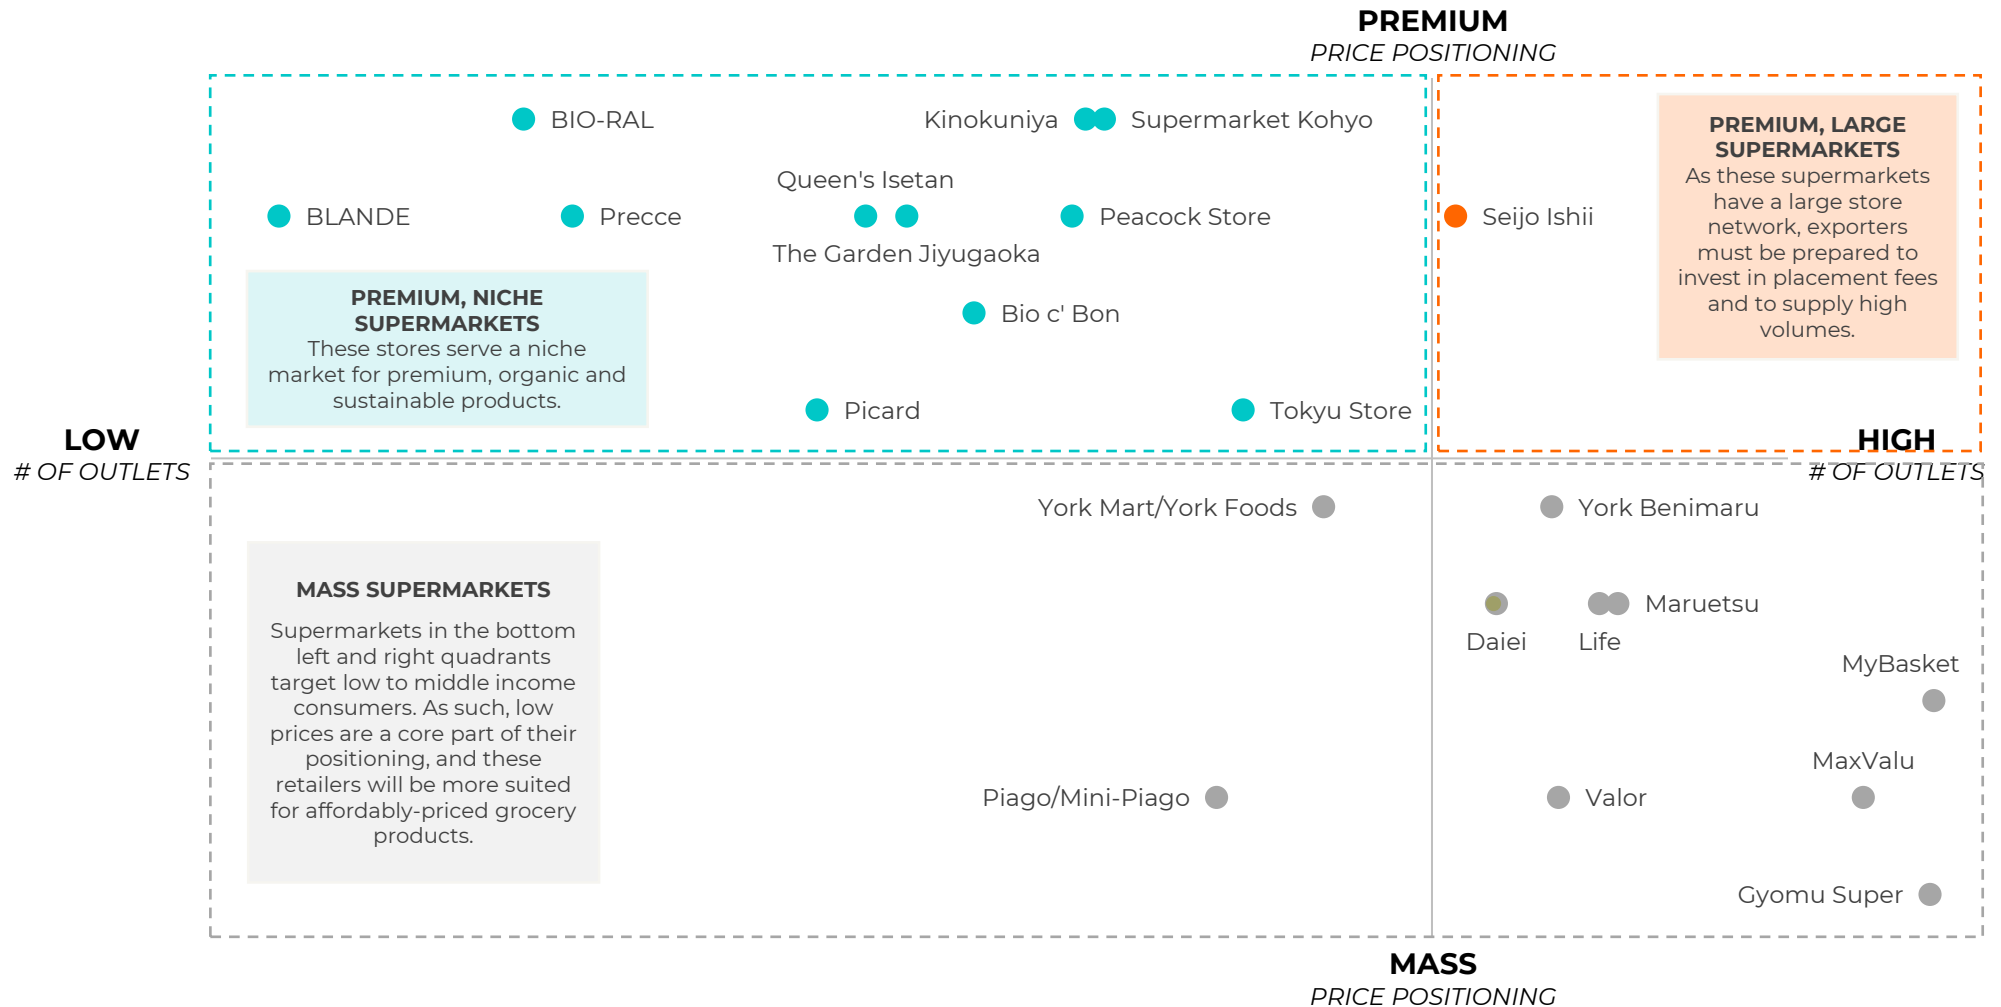 PREMIUM
PRICE POSITIONING
BIO-RAL
Kinokuniya
Supermarket Kohyo
Queen's Isetan
BLANDE
Precce
Peacock Store
The Garden Jiyugaoka
Bio c' Bon
Picard
Tokyu Store
PREMIUM, NICHE
SUPERMARKETS
These stores serve a niche
market for premium, organic and
sustainable products.
Seijo Ishii
PREMIUM, LARGE
SUPERMARKETS
As these supermarkets
have a large store
network, exporters
must be prepared to
invest in placement fees
and to supply high
volumes.
LOW
# OF OUTLETS
HIGH
# OF OUTLETS
York Mart/York Foods
York Benimaru
MASS SUPERMARKETS
Supermarkets in the bottom
left and right quadrants
target low to middle income
consumers. As such, low
prices are a core part of their
positioning, and these
retailers will be more suited
for affordably-priced grocery
products.
Maruetsu
Daiei
Life
MyBasket
MaxValu
Piago/Mini-Piago
Valor
Gyomu Super
MASS
PRICE POSITIONING